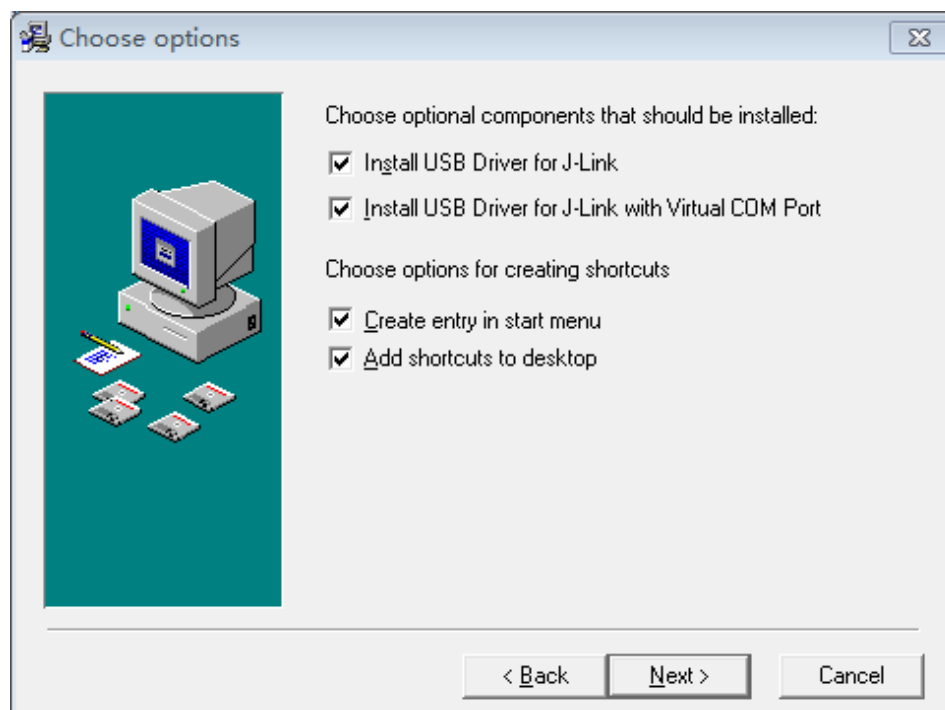 Choose options
Choose optional components that should be installed:
Install USB Driver for J-Link
Install USB Driver for J-Link with Virtual COM Port
Choose options for creating shortcuts
Create entry in start menu
Add shortcuts to desktop
< Back
Next >
Cancel